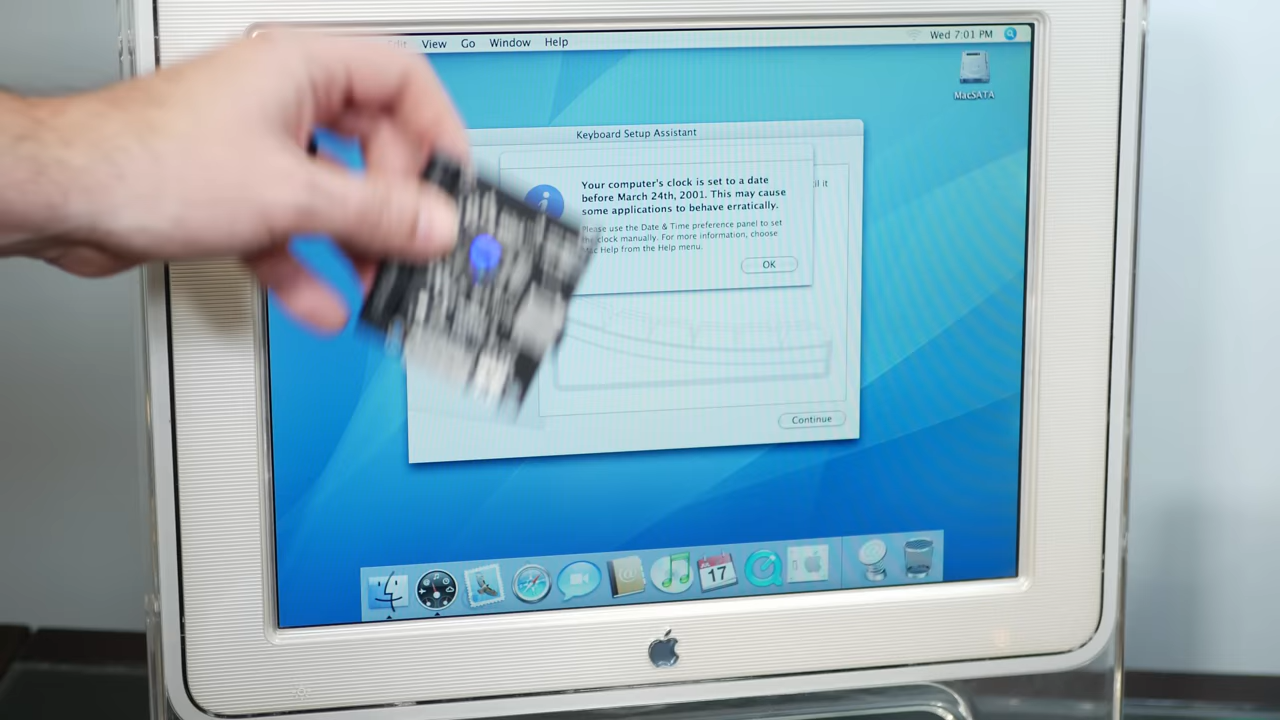 View Go Window Help
Wed 7:01 PM
MacSATA
Keyboard Setup Assistant
Your computer's clock is set to a date
before March 24th, 2001. This may cause
some applications to behave erratically.
Please use the Date & Time preference panel to set
clock manually. For more information, choose
Help from the Help menu.
it
OK
Continue
17